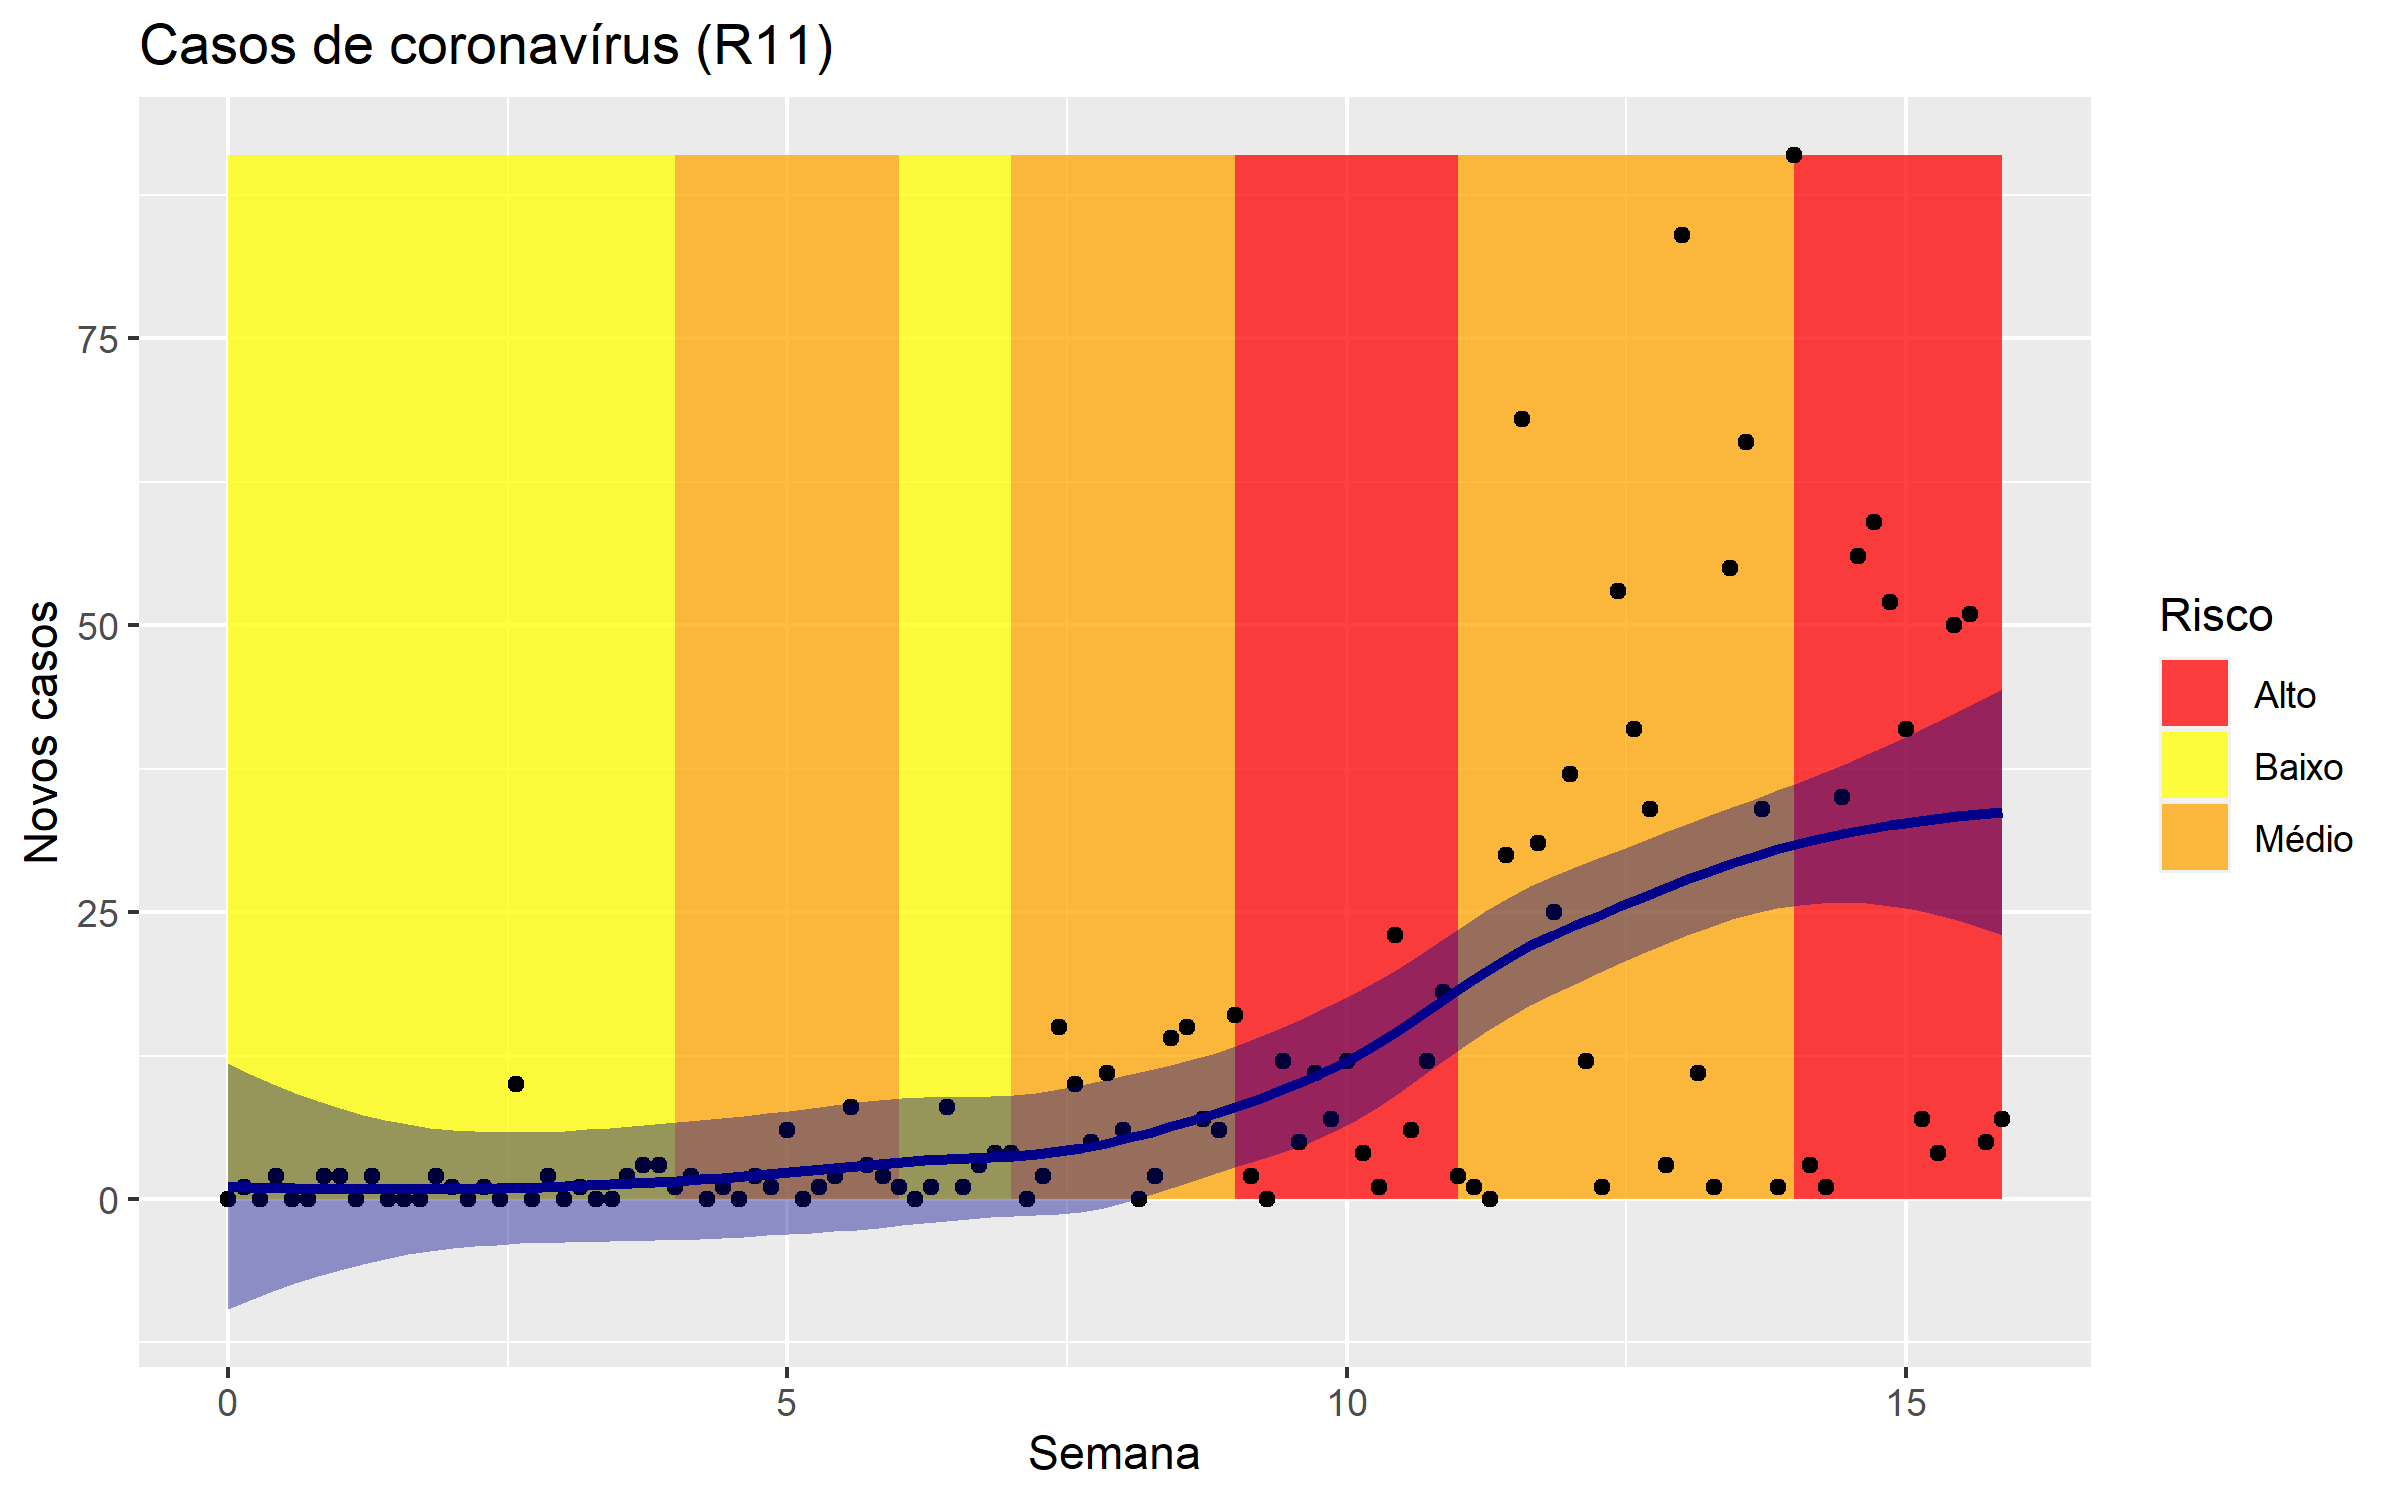 Casos de coronavírus (R11)
Novos casos
75
50
25
0
0 5 10 15
Semana
Risco
Alto
Baixo
Médio